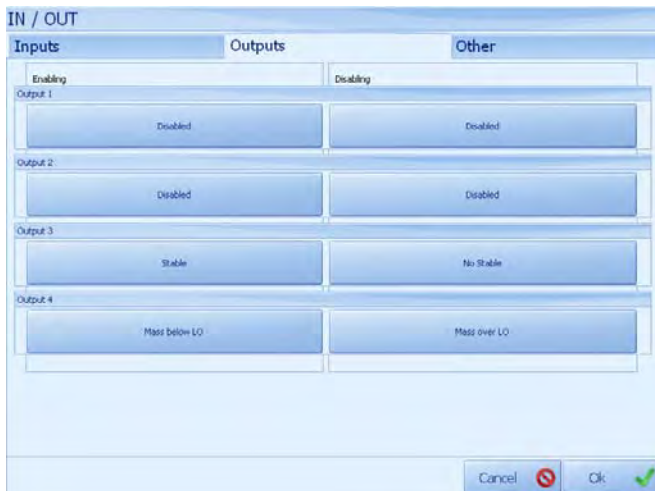 IN / OUT
Inputs Outputs Other
Enabling Disabling
Output 1
Disabled Disabled
Output 2
Disabled Disabled
Output 3
Stable No Stable
Output 4
Mass below LO Mass over LO
Cancel Ok